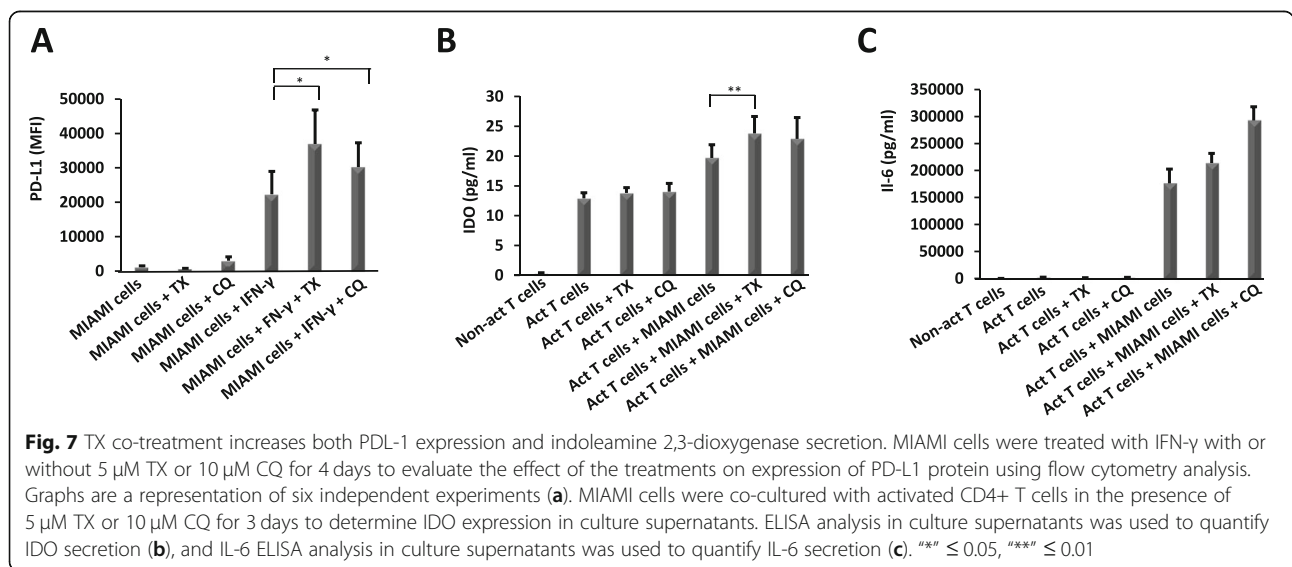 A
B
C
PD-L1 (MFI)
50000
40000
30000
20000
10000
0
*
*
MIAMI cells
MIAMI cells + TX
MIAMI cells + CQ
MIAMI cells + IFN-γ
MIAMI cells + FN-γ + TX
MIAMI cells + IFN-γ + CQ
IDO (pg/ml)
30
25
20
15
10
5
0
**
Non-act T cells
Act T cells
Act T cells + TX
Act T cells + CQ
Act T cells + MIAMI cells
Act T cells + MIAMI cells + TX
Act T cells + MIAMI cells + CQ
Il-6 (pg/ml)
350000
300000
250000
200000
150000
100000
50000
0
Non-act T cells
Act T cells
Act T cells + TX
Act T cells + CQ
Act T cells + MIAMI cells
Act T cells + MIAMI cells + TX
Act T cells + MIAMI cells + CQ
Fig. 7 TX co-treatment increases both PDL-1 expression and indoleamine 2,3-dioxygenase secretion. MIAMI cells were treated with IFN-γ with or
without 5 μM TX or 10 μM CQ for 4 days to evaluate the effect of the treatments on expression of PD-L1 protein using flow cytometry analysis.
Graphs are a representation of six independent experiments (a). MIAMI cells were co-cultured with activated CD4+ T cells in the presence of
5 μM TX or 10 μM CQ for 3 days to determine IDO expression in culture supernatants. ELISA analysis in culture supernatants was used to quantify
IDO secretion (b), and IL-6 ELISA analysis in culture supernatants was used to quantify IL-6 secretion (c). "*" ≤ 0.05, "**" ≤ 0.01